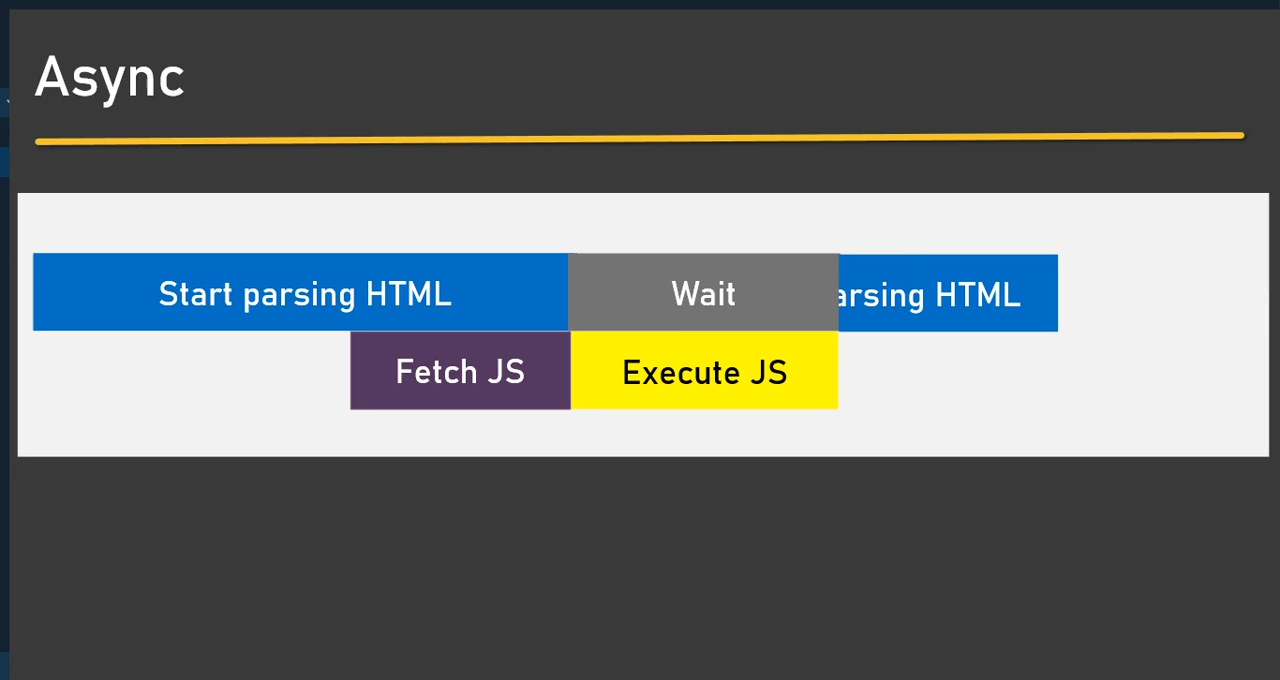 Async
Start parsing HTML
Wait
arsing HTML
Fetch JS
Execute JS